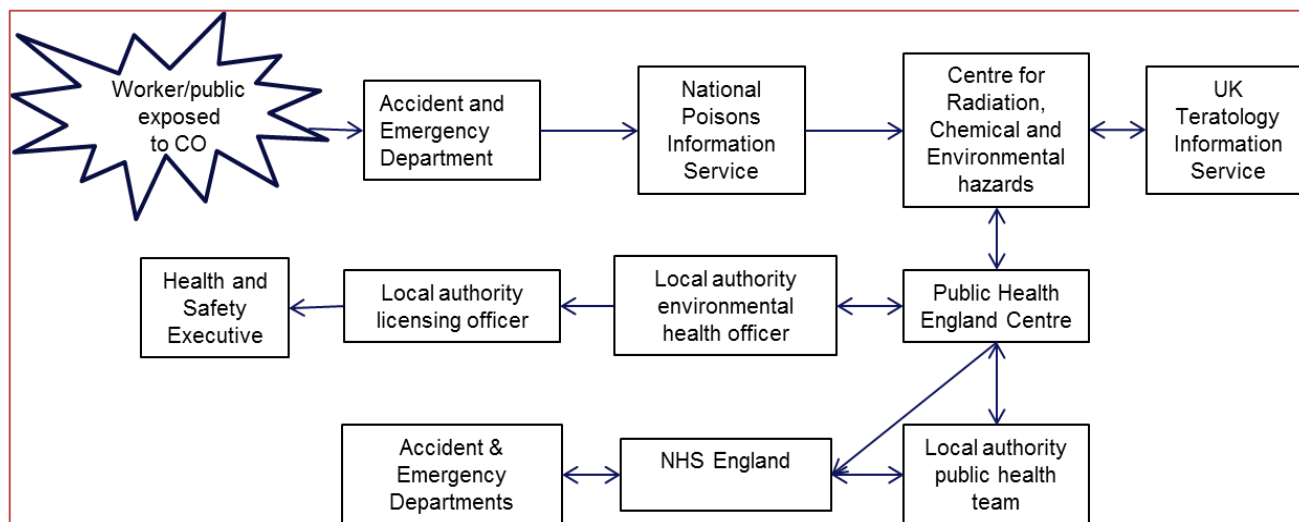 Worker/public
exposed
to CO
Accident and
Emergency
Department
National
Poisons
Information
Service
Centre for
Radiation,
Chemical and
Environmental
hazards
UK
Teratology
Information
Service
Health and
Safety
Executive
Local authority
licensing officer
Local authority
environmental
health officer
Public Health
England Centre
Accident &
Emergency
Departments
NHS England
Local authority
public health
team